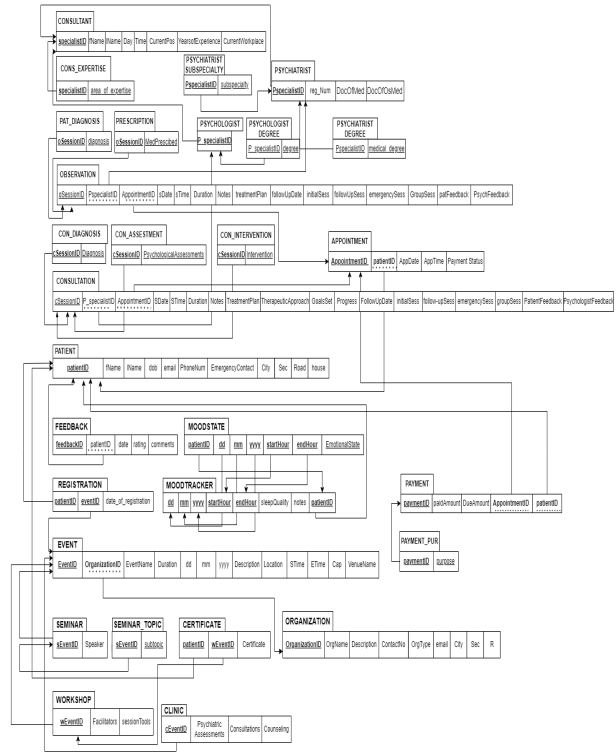 CONSULTANT
specialistID fName lName Day Time CurrentPos YearsofExperience CurrentWorkplace
CONS_EXPERTISE
specialistID area_of_expertise
PSYCHIATRIST SUBSPECIALTY
PspecialistID subspecialty
PSYCHIATRIST
PspecialistID reg_Num DocOfMed DocOfOsMed
PAT_DIAGNOSIS
oSessionID diagnosis
PRESCRIPTION
oSessionID MedPrescibed
PSYCHOLOGIST
P_specialistID
PSYCHOLOGIST DEGREE
P_specialistID degree
PSYCHIATRIST DEGREE
PspecialistID medical_degree
OBSERVATION
oSessionID PspecialistID AppointmentID sDate sTime Duration Notes treatmentPlan followUpDate initialSess followUpSess emergencySess GroupSess patFeedback PsychFeedback
CON_DIAGNOSIS
cSessionID Diagnosis
CON_ASSESTMENT
cSessionID PsychologicalAssessments
CON_INTERVENTION
cSessionID Intervention
APPOINTMENT
AppointmentID patientID AppDate AppTime Payment Status
CONSULTATION
cSessionID P_specialistID AppointmentID SDate STime Duration Notes TreatmentPlan TherapeuticApproach GoalsSet Progress FollowUpDate initialSess follow-upSess emergencySess groupSess PatientFeedback PsychologistFeedback
PATIENT
patientID fName lName dob email PhoneNum EmergencyContact City Sec Road house
FEEDBACK
feedbackID patientID date rating comments
MOODSTATE
patientID dd mm yyyy startHour endHour EmotionalState
REGISTRATION
patientID eventID date_of_registration
MOODTRACKER
dd mm yyyy startHour endHour sleepQuality notes patientID
PAYMENT
paymentID paidAmount DueAmount AppointmentID patientID
PAYMENT_PUR
paymentID purpose
EVENT
EventID OrganizationID EventName Duration dd mm yyyy Description Location STime ETime Cap VenueName
SEMINAR
sEventID Speaker
SEMINAR_TOPIC
sEventID subtopic
CERTIFICATE
patientID wEventID Certificate
ORGANIZATION
OrganizationID OrgName Description ContactNo OrgType email City Sec R
WORKSHOP
wEventID Facilitators sessionTools
CLINIC
cEventID Psychiatric Assessments Consultations Counseling